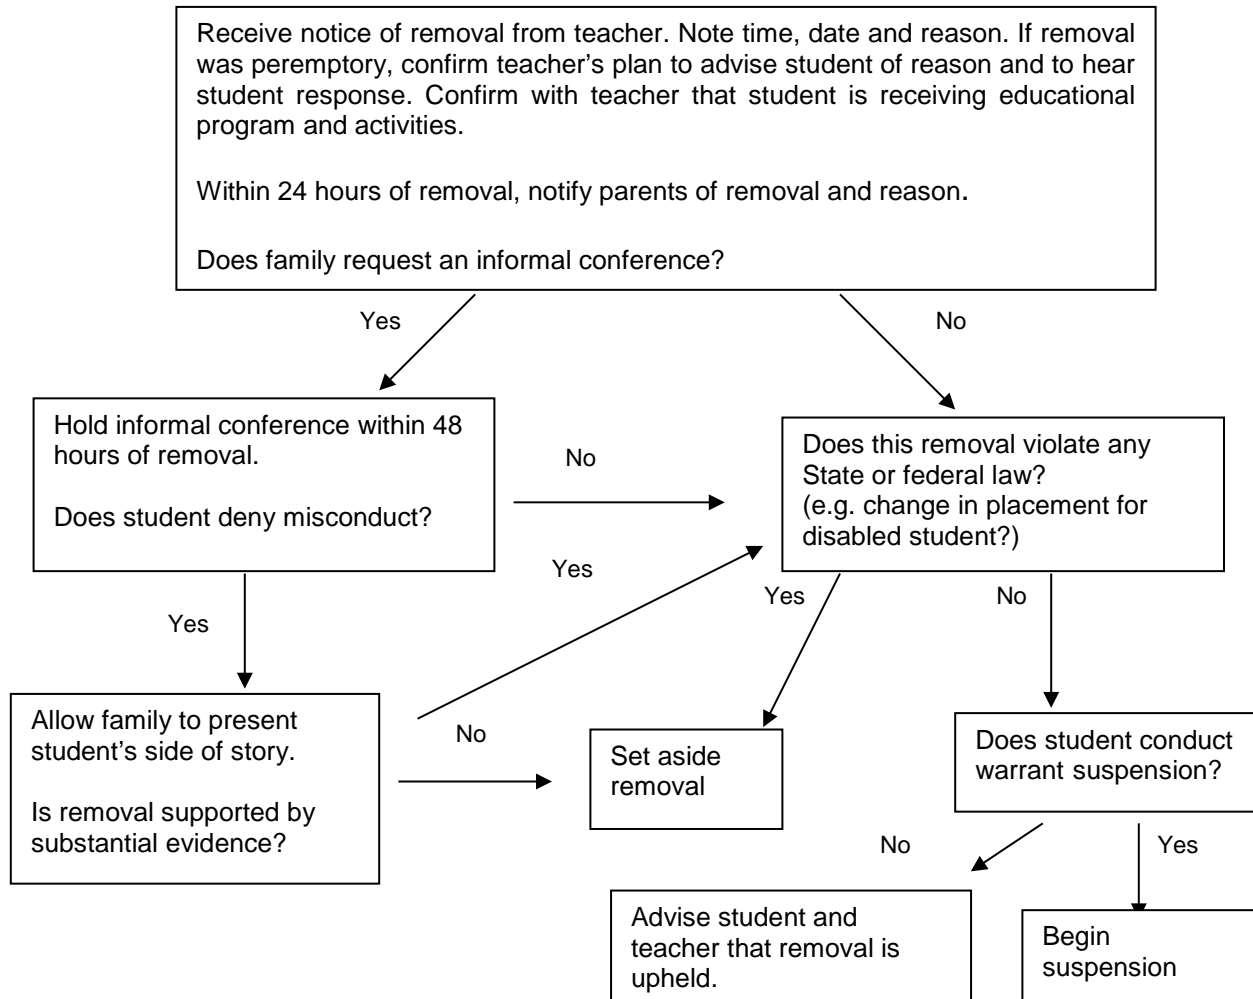 Receive notice of removal from teacher. Note time, date and reason. If removal
was peremptory, confirm teacher’s plan to advise student of reason and to hear
student response. Confirm with teacher that student is receiving educational
program and activities.
Within 24 hours of removal, notify parents of removal and reason.
Does family request an informal conference?
Yes
No
Hold informal conference within 48
hours of removal.
Does student deny misconduct?
No
Does this removal violate any
State or federal law?
(e.g. change in placement for
disabled student?)
Yes
Yes
Yes
No
Allow family to present
student’s side of story.
Is removal supported by
substantial evidence?
No
Set aside
removal
Does student conduct
warrant suspension?
No
Yes
Advise student and
teacher that removal is
upheld.
Begin
suspension